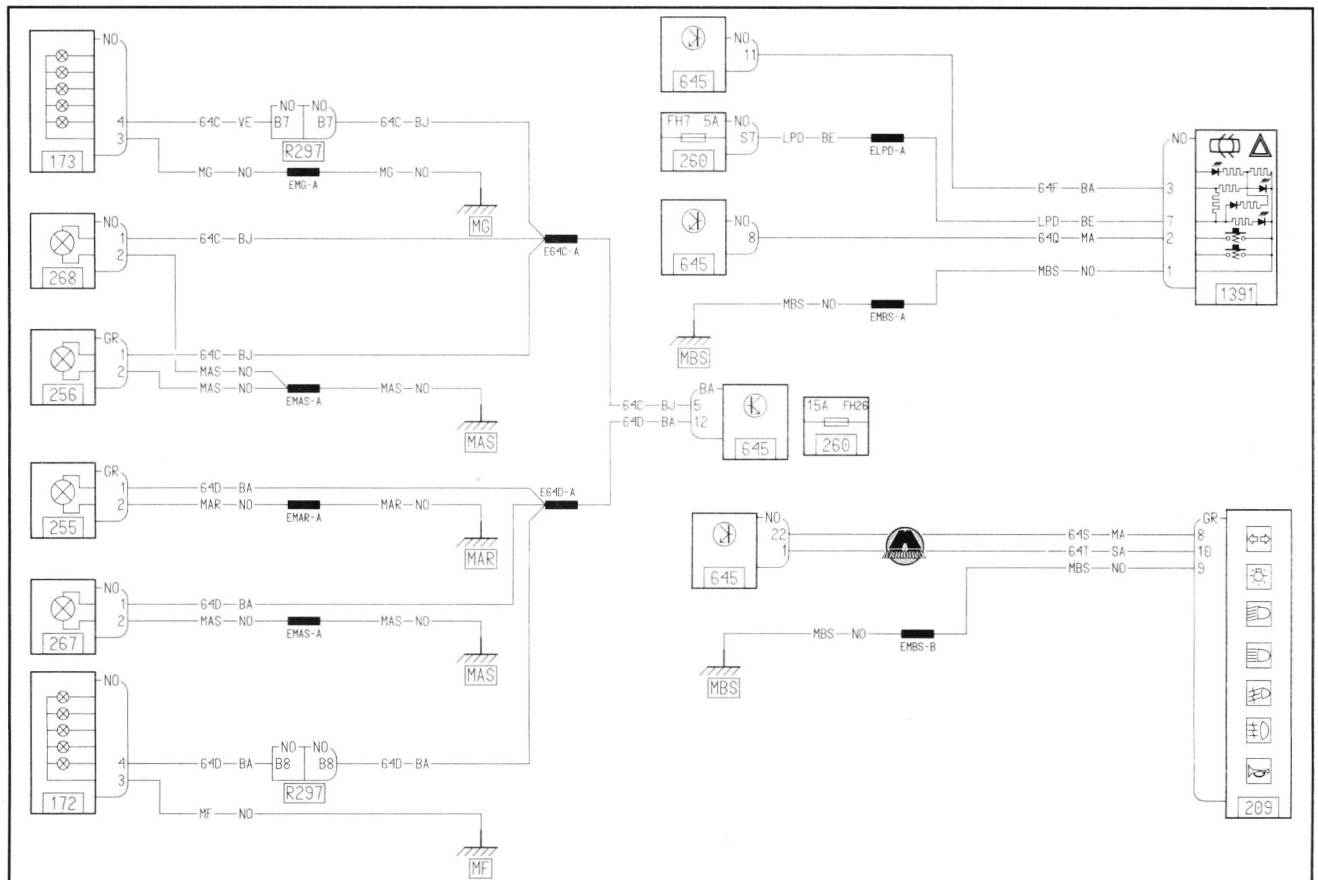 NO
4 64C VE NO NO B7 B7 64C BJ
R297
3
173
MG NO EMG-A MG NO
MG
NO
1 64C BJ
2
268
E64C-A
GR
1 64C BJ
2 MAS NO
MAS NO EMAS-A MAS NO
256
MAS
GR
1 64D BA
2 MAR NO EMAR-A MAR NO
255
MAR
E64D-A
NO
1 64D BA
2 MAS NO EMAS-A MAS NO
267
MAS
NO
4 64D BA NO NO B8 B8 64D BA
R297
3
172
MF NO
MF
NO
11
645
FH7 5A NO
S7 LPD BE ELPD-A
260
NO
8
645
NO
64F BA 3
LPD BE 7
64Q MA 2
MBS NO 1
1391
MBS NO EMBS-A
MBS
64C BJ 5
64D BA 12
BA
645
15A FH26
260
NO
22 64S MA 8
1 64T SA 10
MBS NO 9
GR
645
MBS NO EMBS-B
MBS
209